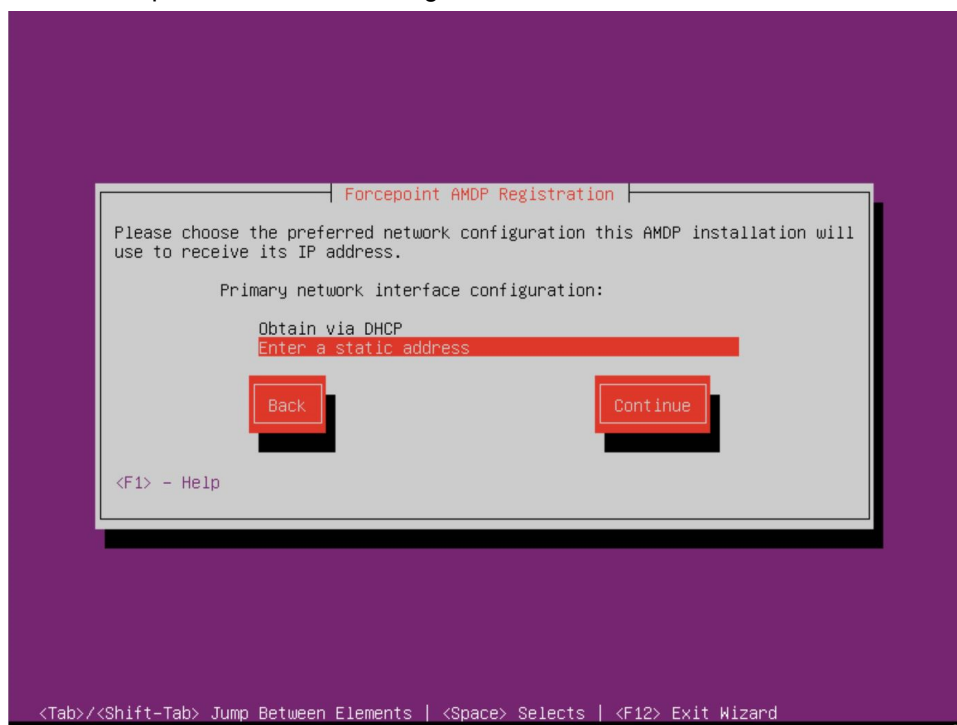 Forcepoint AMDP Registration
Please choose the preferred network configuration this AMDP installation will
use to receive its IP address.
Primary network interface configuration:
Obtain via DHCP
Enter a static address
Back Continue
<F1> - Help
<Tab>/<Shift-Tab> Jump Between Elements | <Space> Selects | <F12> Exit Wizard